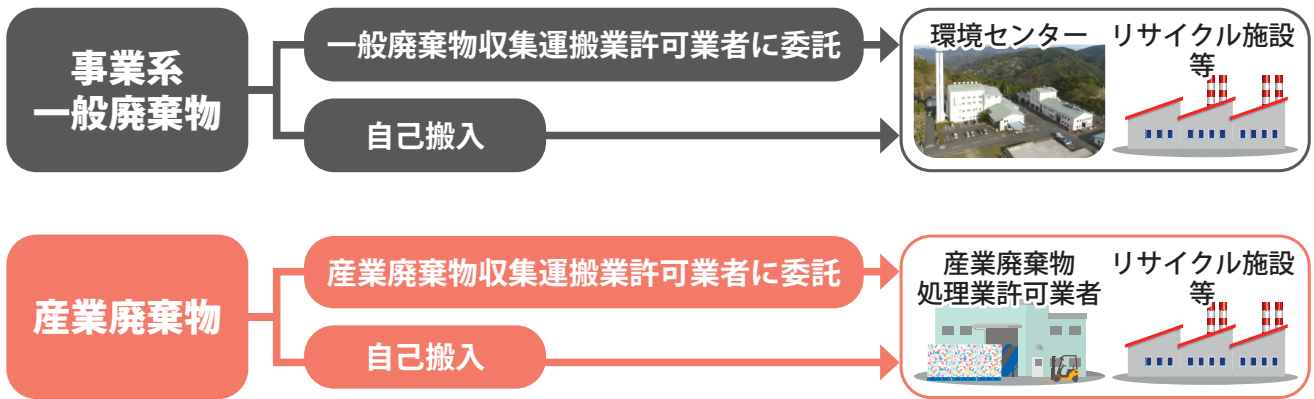 事業系
一般廃棄物
一般廃棄物収集運搬業許可業者に委託
自己搬入
環境センター
リサイクル施設
等
産業廃棄物
産業廃棄物収集運搬業許可業者に委託
自己搬入
産業廃棄物
処理業許可業者
リサイクル施設
等